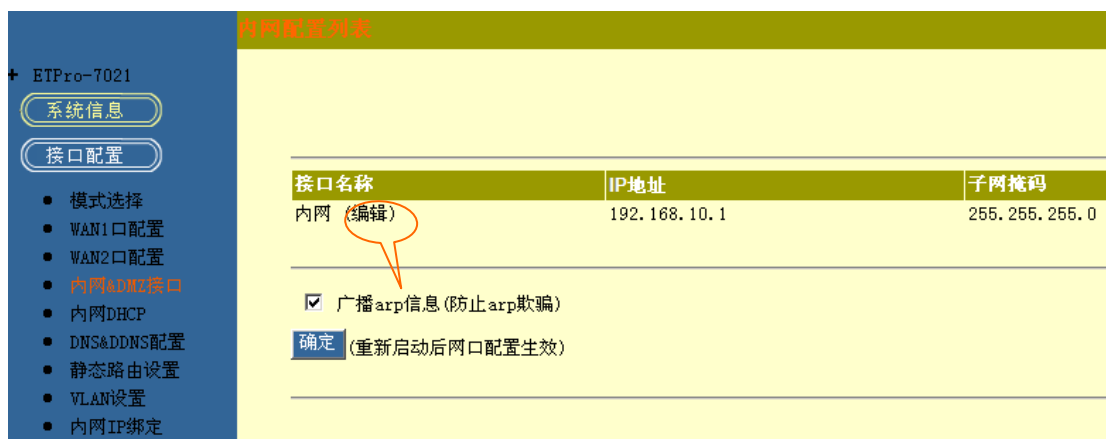 内网配置列表
+ ETPro-7021
系统信息
接口配置
模式选择
WAN1口配置
WAN2口配置
内网&DMZ接口
内网DHCP
DNS&DDNS配置
静态路由设置
VLAN设置
内网IP绑定
接口名称 IP地址 子网掩码
内网 (编辑) 192.168.10.1 255.255.255.0
广播arp信息(防止arp欺骗)
确定 (重新启动后网口配置生效)